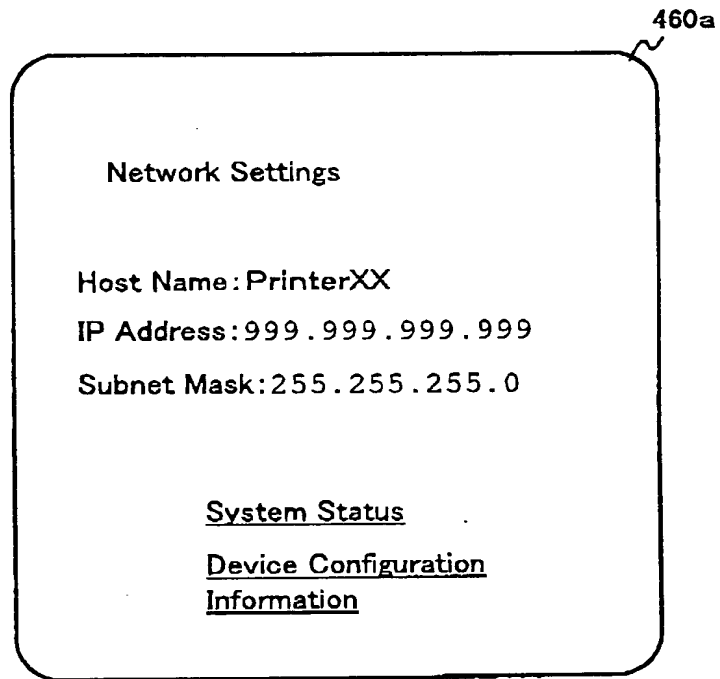 460a
Network Settings
Host Name:PrinterXX
IP Address:999.999.999.999
Subnet Mask:255.255.255.0
System Status
Device Configuration
Information